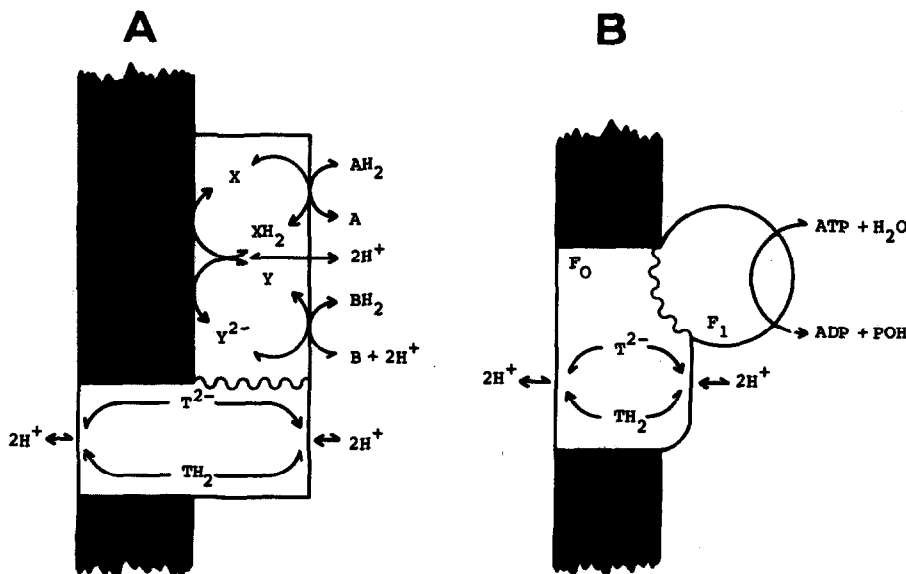 A
B
X
AH2
A
XH2
2H+
Y
BH2
Y2-
B + 2H+
T2-
2H+
2H+
TH2
ATP + H2O
FO
F1
ADP + POH
T2-
2H+
2H+
TH2